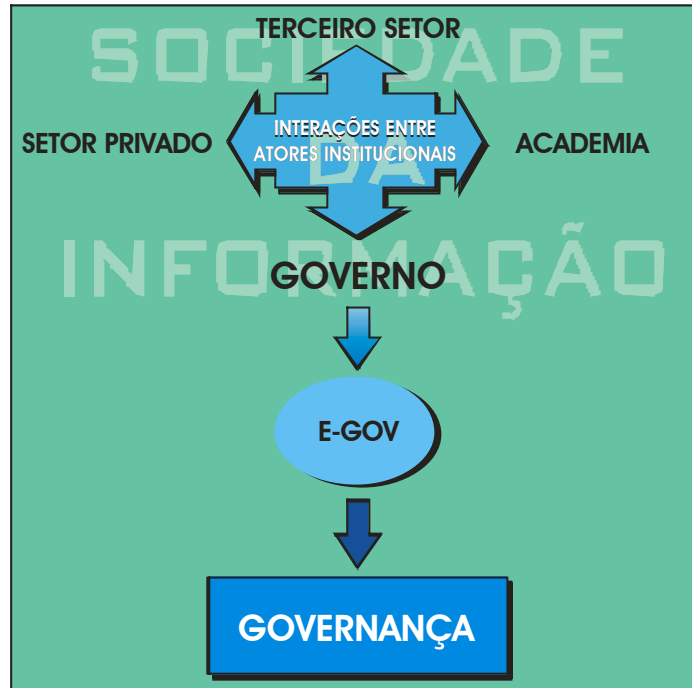 SOCIEDADE
TERCEIRO SETOR
SETOR PRIVADO
INTERAÇÕES ENTRE
ATORES INSTITUCIONAIS
ACADEMIA
DA
INFORMAÇÃO
GOVERNO
E-GOV
GOVERNANÇA